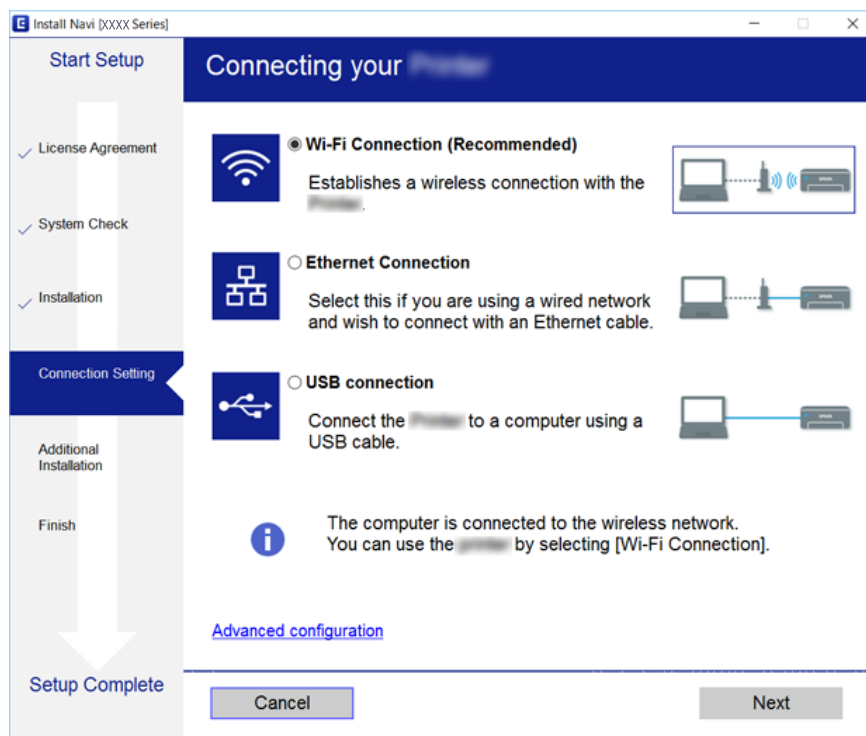 Install Navi [XXXX Series]
Start Setup
License Agreement
System Check
Installation
Connection Setting
Additional
Installation
Finish
Setup Complete
Connecting your
Wi-Fi Connection (Recommended)
Establishes a wireless connection with the
.
Ethernet Connection
Select this if you are using a wired network
and wish to connect with an Ethernet cable.
USB connection
Connect the to a computer using a
USB cable.
The computer is connected to the wireless network.
You can use the by selecting [Wi-Fi Connection].
Advanced configuration
Cancel
Next